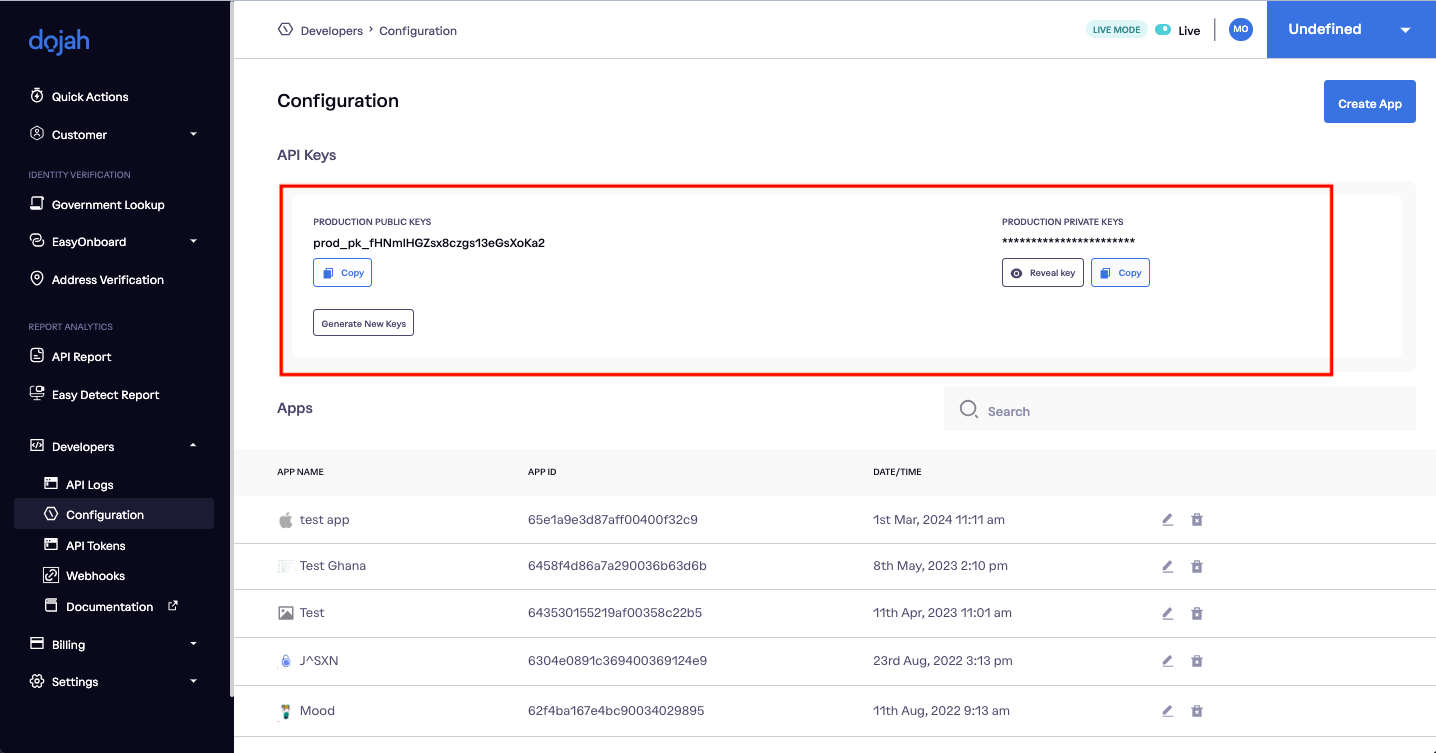 dojah
Developers > Configuration
LIVE MODE Live MO Undefined
Quick Actions
Customer
IDENTITY VERIFICATION
Government Lookup
EasyOnboard
Address Verification
REPORT ANALYTICS
API Report
Easy Detect Report
Developers
API Logs
Configuration
API Tokens
Webhooks
Documentation
Billing
Settings
Configuration
Create App
API Keys
PRODUCTION PUBLIC KEYS
prod_pk_fHNmlHGZsx8czgs13eGsXoKa2
Copy
Generate New Keys
PRODUCTION PRIVATE KEYS
***********************
Reveal key Copy
Apps
Search
APP NAME APP ID DATE/TIME
test app 65e1a9e3d87aff00400f32c9 1st Mar, 2024 11:11 am
Test Ghana 6458f4d86a7a290036b63d6b 8th May, 2023 2:10 pm
Test 643530155219af00358c22b5 11th Apr, 2023 11:01 am
J^SXN 6304e0891c369400369124e9 23rd Aug, 2022 3:13 pm
Mood 62f4ba167e4bc90034029895 11th Aug, 2022 9:13 am